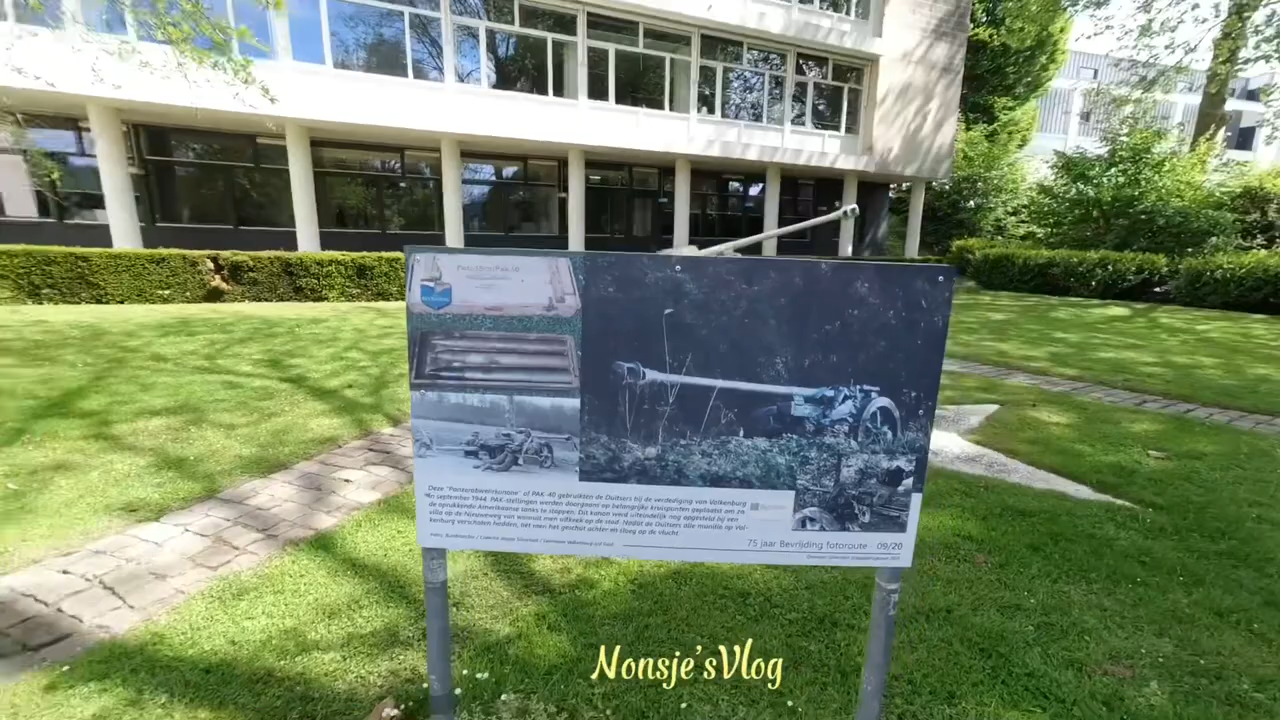 Deze "Panzerabwehrkanone" of PAK-40 gebruikten de Duitsers bij de verdediging van Valkenburg
in september 1944. PAK-stellingen werden doorgaans op belangrijke kruispunten geplaatst om zo
de oprukkende Amerikaanse tanks te stoppen. Dit kanon werd uiteindelijk nog opgesteld bij een
villa op de Nieuweweg van waaruit men uitkeek op de stad. Nadat de Duitsers alle munitie op Val-
kenburg verschoten hadden, liet men het geschut achter en sloeg op de vlucht.
75 jaar Bevrijding fotoroute - 09/20
Nonsje'sVlog